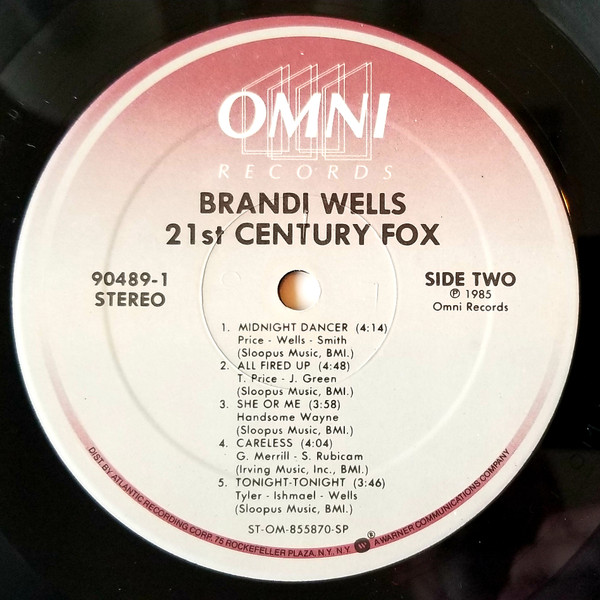 OMNI
RECORDS
BRANDI WELLS
21st CENTURY FOX
90489-1
STEREO
SIDE TWO
℗ 1985
Omni Records
1. MIDNIGHT DANCER (4:14)
Price - Wells - Smith
(Sloopus Music, BMI.)
2. ALL FIRED UP (4:48)
T. Price - J. Green
(Sloopus Music, BMI.)
3. SHE OR ME (3:58)
Handsome Wayne
(Sloopus Music, BMI.)
4. CARELESS (4:04)
G. Merrill - S. Rubicam
(Irving Music, Inc., BMI.)
5. TONIGHT-TONIGHT (3:46)
Tyler - Ishmael - Wells
(Sloopus Music, BMI.)
ST-OM-855870-SP
DIST. BY ATLANTIC RECORDING CORP. 75 ROCKEFELLER PLAZA, N.Y. N.Y. ® A WARNER COMMUNICATIONS COMPANY